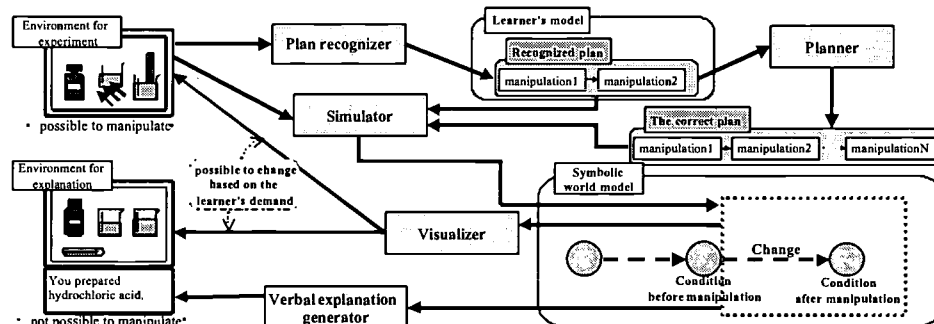 Environment for
experiment
* possible to manipulate*
Plan recognizer
Learner's model
Recognized plan
manipulation1
manipulation2
Planner
Simulator
The correct plan
manipulation1
manipulation2
manipulationN
Environment for
explanation
possible to change
based on the
learner's demand
Symbolic
world model
Visualizer
Change
Condition
before manipulation
Condition
after manipulation
You prepared
hydrochloric acid,
* not possible to manipulate*
Verbal explanation
generator